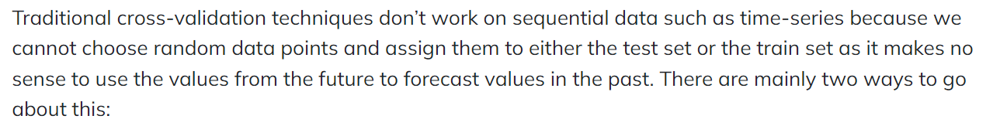 Traditional cross-validation techniques don’t work on sequential data such as time-series because we
cannot choose random data points and assign them to either the test set or the train set as it makes no
sense to use the values from the future to forecast values in the past. There are mainly two ways to go
about this: